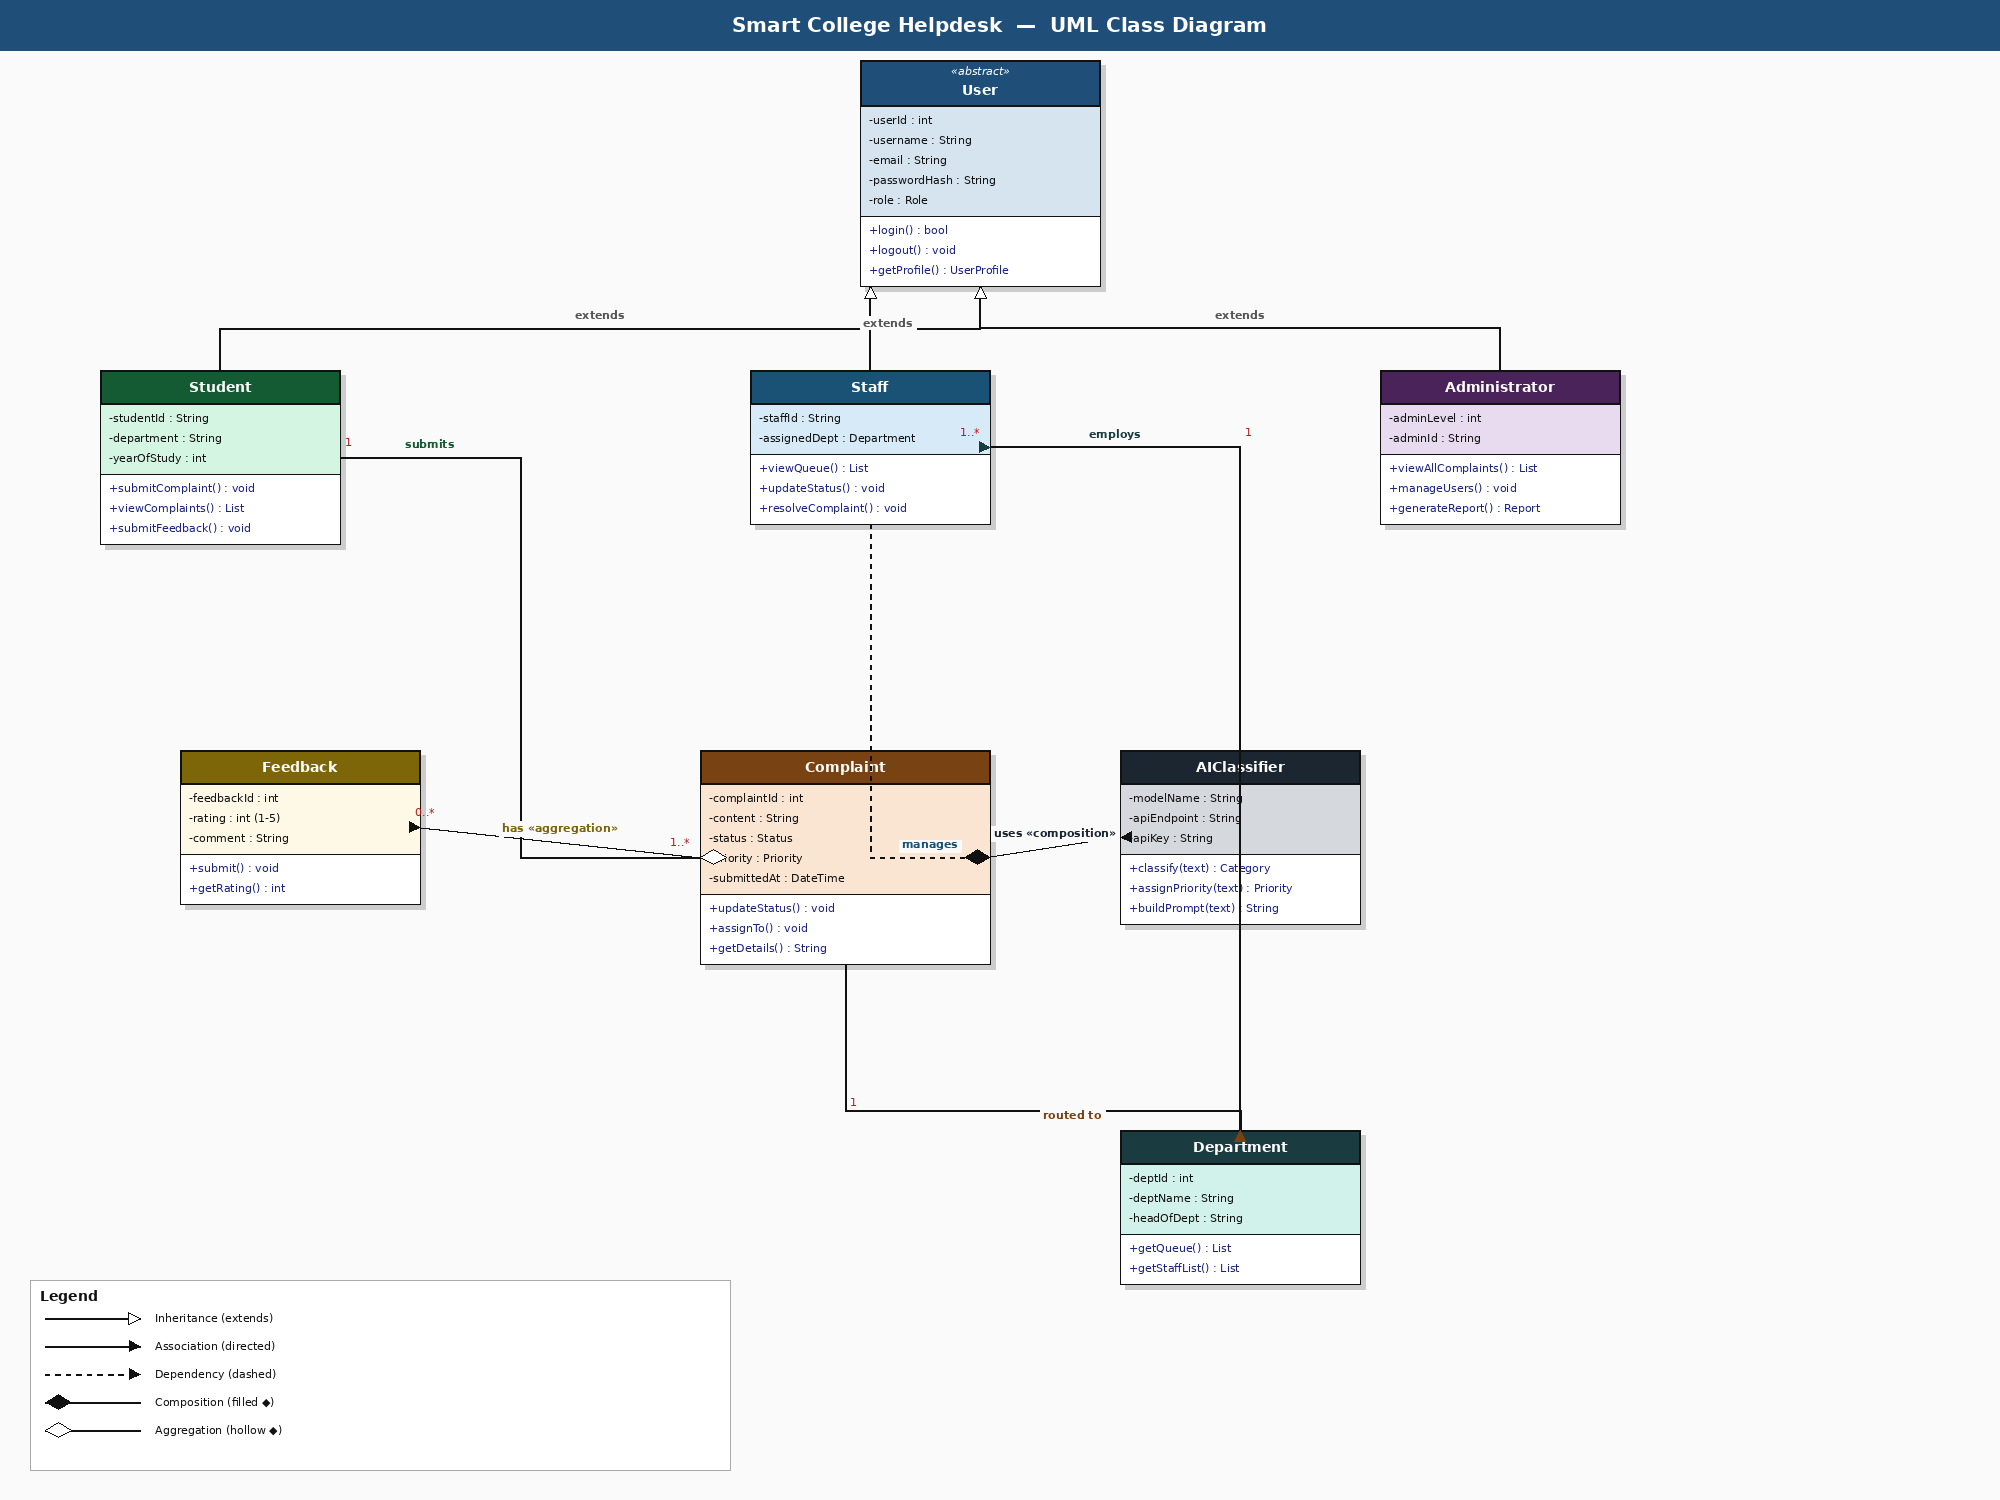 Smart College Helpdesk — UML Class Diagram
«abstract»
User
-userId : int
-username : String
-email : String
-passwordHash : String
-role : Role
+login() : bool
+logout() : void
+getProfile() : UserProfile
extends
extends
extends
Student
-studentId : String
-department : String
-yearOfStudy : int
+submitComplaint() : void
+viewComplaints() : List
+submitFeedback() : void
1
submits
Staff
-staffId : String
-assignedDept : Department
+viewQueue() : List
+updateStatus() : void
+resolveComplaint() : void
1..*
employs
1
Administrator
-adminLevel : int
-adminId : String
+viewAllComplaints() : List
+manageUsers() : void
+generateReport() : Report
Feedback
-feedbackId : int
-rating : int (1-5)
-comment : String
+submit() : void
+getRating() : int
0..*
has «aggregation»
1..*
Complaint
-complaintId : int
-content : String
-status : Status
ority : Priority
-submittedAt : DateTime
+updateStatus() : void
+assignTo() : void
+getDetails() : String
manages
uses «composition»
AIClassifier
-modelName : String
-apiEndpoint : String
apiKey : String
+classify(text) : Category
+assignPriority(text) : Priority
+buildPrompt(text) : String
1
routed to
Department
-deptId : int
-deptName : String
-headOfDept : String
+getQueue() : List
+getStaffList() : List
Legend
Inheritance (extends)
Association (directed)
Dependency (dashed)
Composition (filled ◆)
Aggregation (hollow ◆)